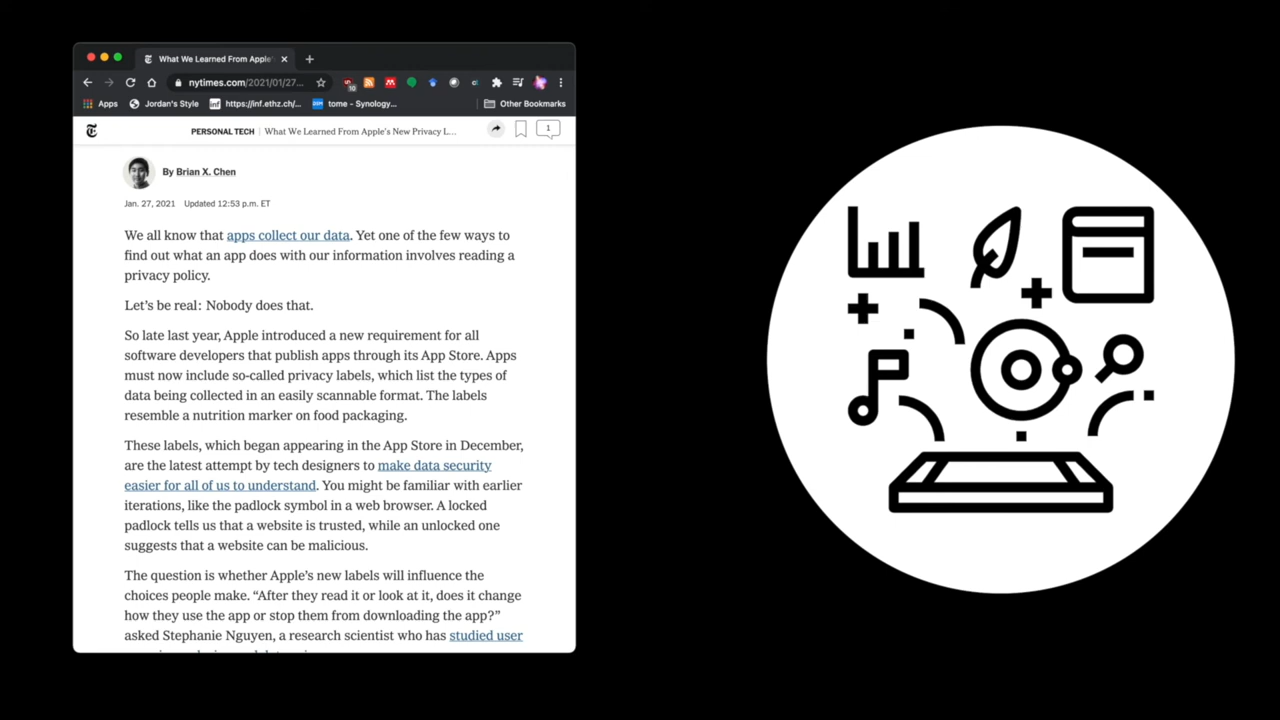 What We Learned From Apple'
nytimes.com/2021/01/27...
10
Apps
Jordan's Style
inf
https://inf.ethz.ch/...
DSM
tome – Synology...
Other Bookmarks
PERSONAL TECH | What We Learned From Apple's New Privacy L...
1
By Brian X. Chen
Jan. 27, 2021 Updated 12:53 p.m. ET
We all know that apps collect our data. Yet one of the few ways to
find out what an app does with our information involves reading a
privacy policy.
Let's be real: Nobody does that.
So late last year, Apple introduced a new requirement for all
software developers that publish apps through its App Store. Apps
must now include so-called privacy labels, which list the types of
data being collected in an easily scannable format. The labels
resemble a nutrition marker on food packaging.
These labels, which began appearing in the App Store in December,
are the latest attempt by tech designers to make data security
easier for all of us to understand. You might be familiar with earlier
iterations, like the padlock symbol in a web browser. A locked
padlock tells us that a website is trusted, while an unlocked one
suggests that a website can be malicious.
The question is whether Apple's new labels will influence the
choices people make. “After they read it or look at it, does it change
how they use the app or stop them from downloading the app?”
asked Stephanie Nguyen, a research scientist who has studied user